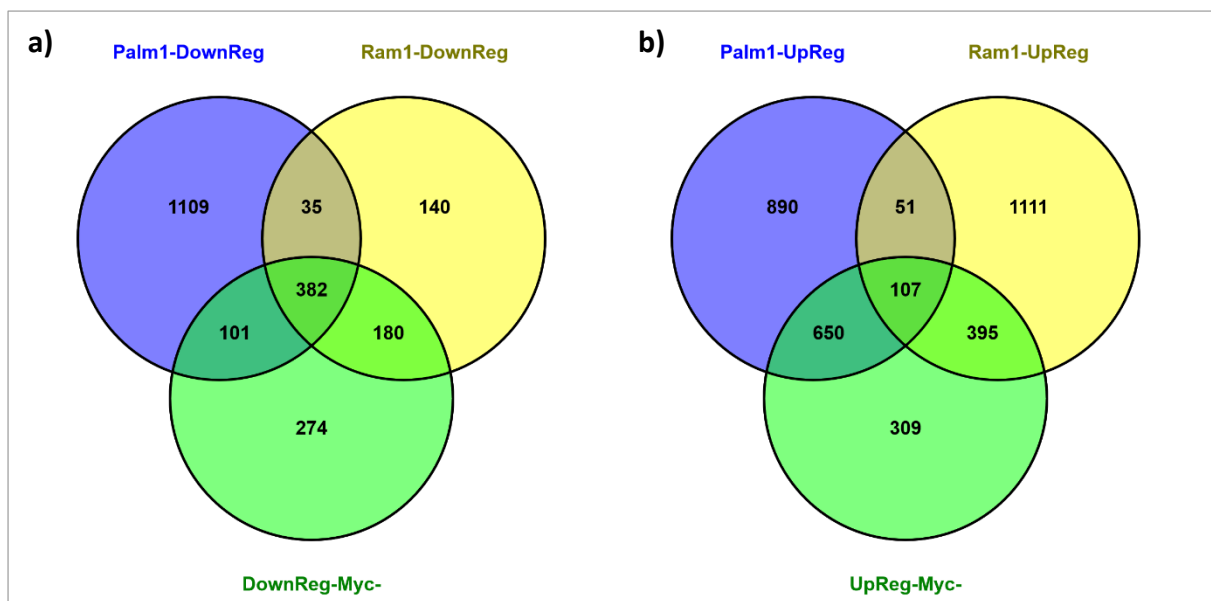 a)
Palm1-DownReg
Ram1-DownReg
1109
35
140
382
101
180
274
DownReg-Myc-
b)
Palm1-UpReg
Ram1-UpReg
890
51
1111
107
650
395
309
UpReg-Myc-